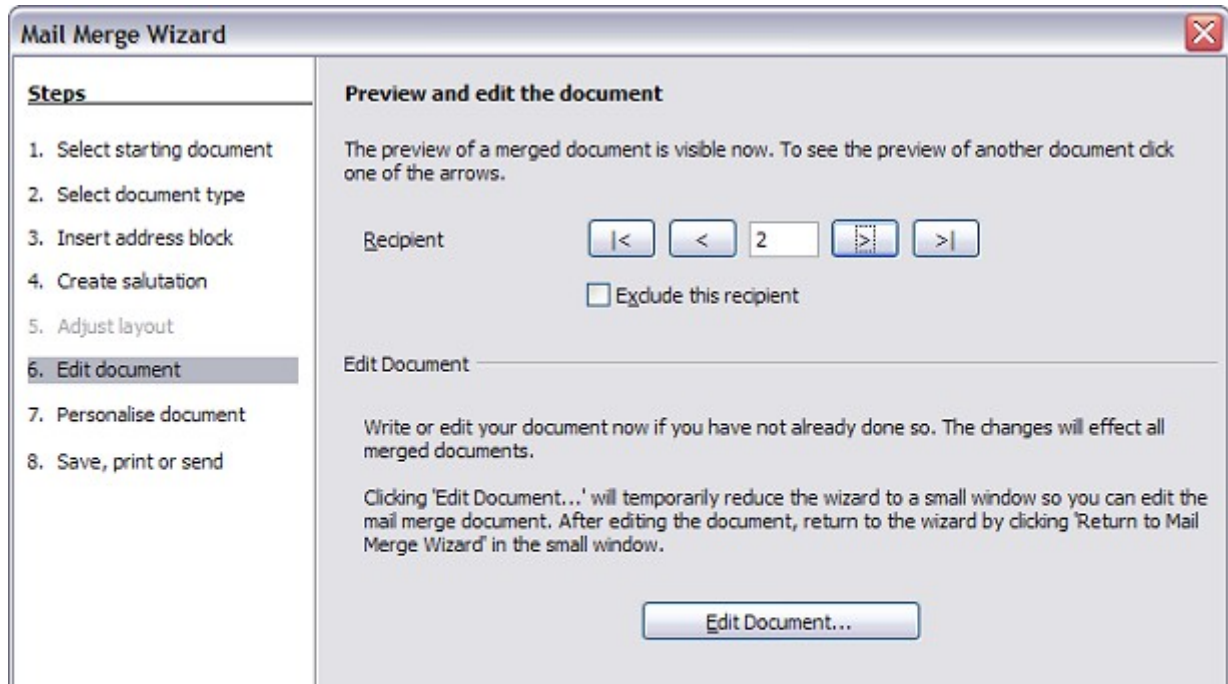 Mail Merge Wizard
Steps
1. Select starting document
2. Select document type
3. Insert address block
4. Create salutation
5. Adjust layout
6. Edit document
7. Personalise document
8. Save, print or send
Preview and edit the document
The preview of a merged document is visible now. To see the preview of another document click
one of the arrows.
Recipient |< < 2 > >|
Exclude this recipient
Edit Document
Write or edit your document now if you have not already done so. The changes will effect all
merged documents.
Clicking 'Edit Document...' will temporarily reduce the wizard to a small window so you can edit the
mail merge document. After editing the document, return to the wizard by clicking 'Return to Mail
Merge Wizard' in the small window.
Edit Document...